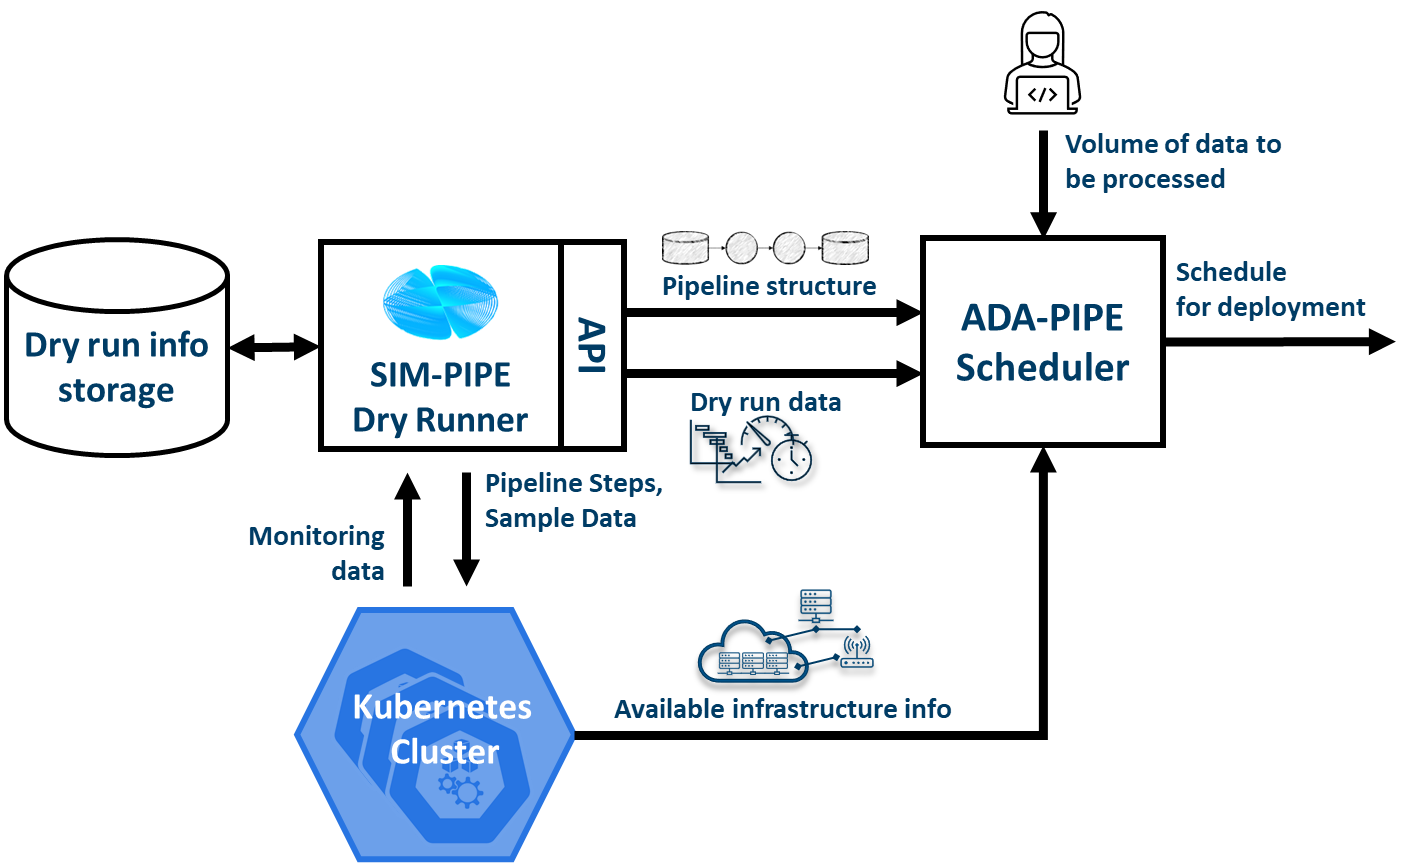 </>
Volume of data to
be processed
Pipeline structure
Schedule
for deployment
Dry run info
storage
SIM-PIPE
Dry Runner
API
ADA-PIPE
Scheduler
Dry run data
Pipeline Steps,
Sample Data
Monitoring
data
Kubernetes
Cluster
Available infrastructure info